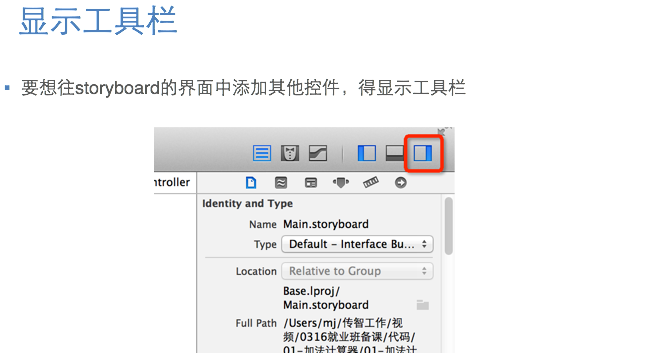 显示工具栏
要想往storyboard的界面中添加其他控件，得显示工具栏
ntroller
Identity and Type
Name Main.storyboard
Type Default - Interface Bu...
Location Relative to Group
Base.lproj/
Main.storyboard
Full Path /Users/mj/传智工作/视
频/0316就业班备课/代码/
01-加法计算器/01-加法计